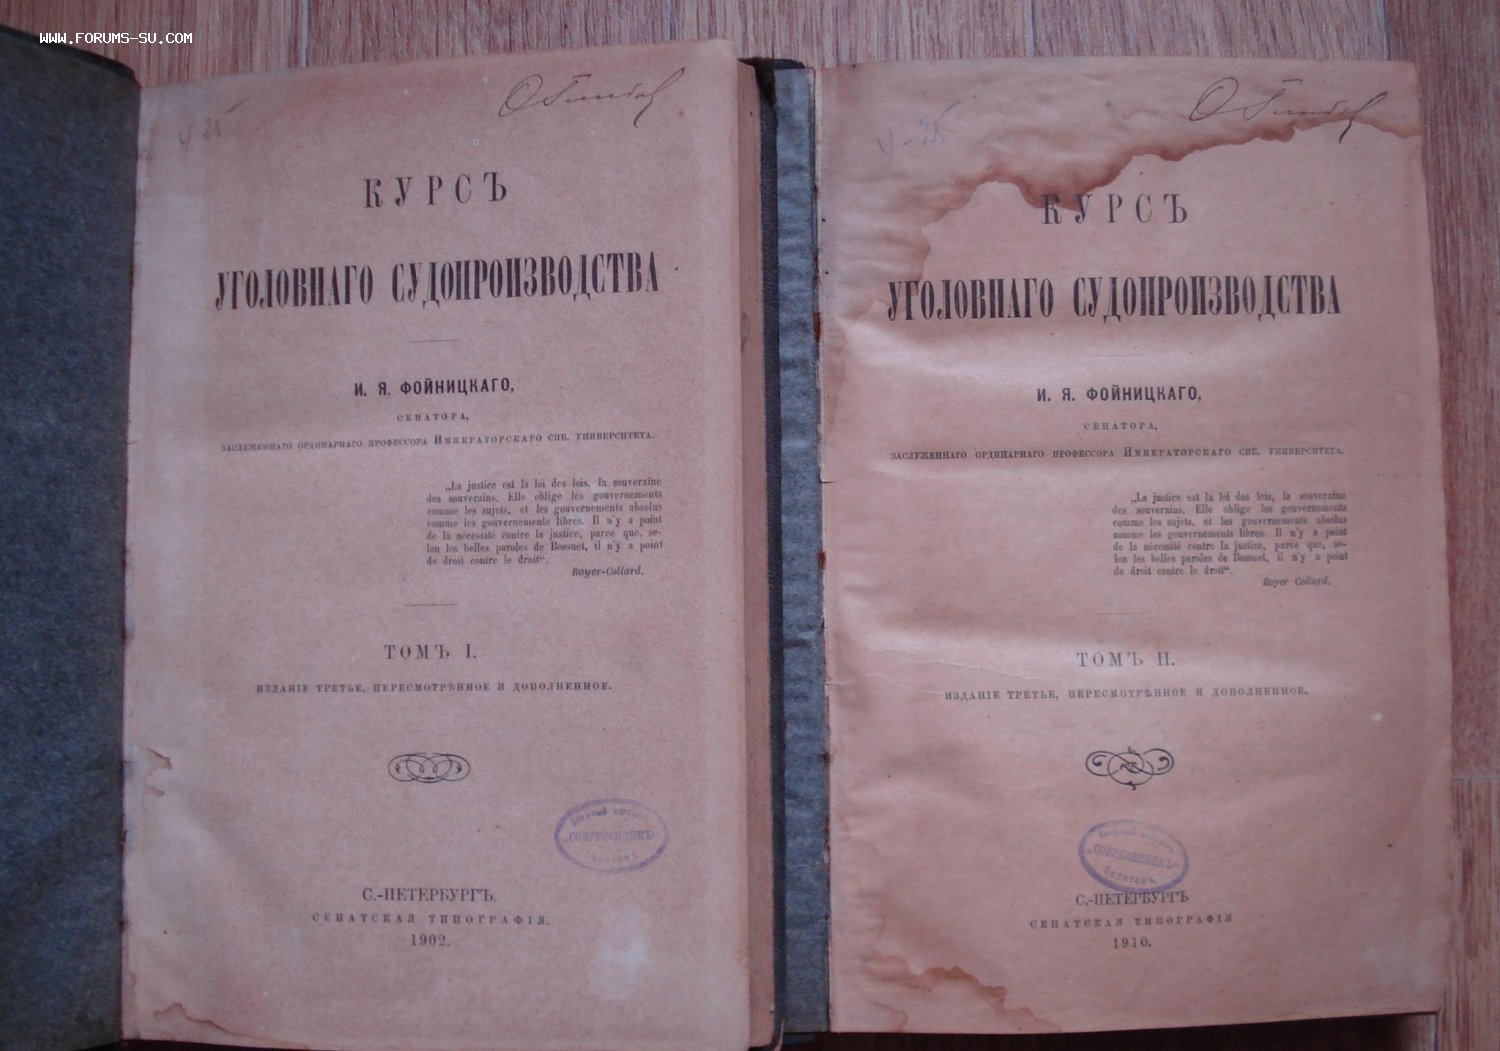 WWW.FORUMS-SU.COM
КУРСЪ
УГОЛОВНАГО СУДОПРОИЗВОДСТВА
И. Я. ФОЙНИЦКАГО,
СЕНАТОРА,
ЗАСЛУЖЕННАГО ОРДИНАРНАГО ПРОФЕССОРА ИМПЕРАТОРСКАГО СПБ. УНИВЕРСИТЕТА.
„La justice est la loi des lois, la souveraine
des souverains. Elle oblige les gouvernements
comme les sujets, et les gouvernements absolus
comme les gouvernements libres. Il n'y a point
de la nécessité contre la justice, parce que, se-
lon les belles paroles de Bossuet, il n'y a point
de droit contre le droit“.
Royer-Collard.
ТОМЪ I.
ИЗДАНІЕ ТРЕТЬЕ, ПЕРЕСМОТРѢННОЕ И ДОПОЛНЕННОЕ.
„СОВРЕМЕННИКЪ“
С.-ПЕТЕРБУРГЪ.
СЕНАТСКАЯ ТИПОГРАФІЯ.
1902.
КУРСЪ
УГОЛОВНАГО СУДОПРОИЗВОДСТВА
И. Я. ФОЙНИЦКАГО,
СЕНАТОРА,
ЗАСЛУЖЕННАГО ОРДИНАРНАГО ПРОФЕССОРА ИМПЕРАТОРСКАГО СПБ. УНИВЕРСИТЕТА.
„La justice est la loi des lois, la souveraine
des souverains. Elle oblige les gouvernements
comme les sujets, et les gouvernements absolus
comme les gouvernements libres. Il n'y a point
de la nécessité contre la justice, parce que, se-
lon les belles paroles de Bossuet, il n'y a point
de droit contre le droit“.
Royer Collard.
ТОМЪ II.
ИЗДАНІЕ ТРЕТЬЕ, ПЕРЕСМОТРѢННОЕ И ДОПОЛНЕННОЕ.
„СОВРЕМЕННИКЪ“
Саратовъ
С.-ПЕТЕРБУРГЪ
СЕНАТСКАЯ ТИПОГРАФІЯ
1910.